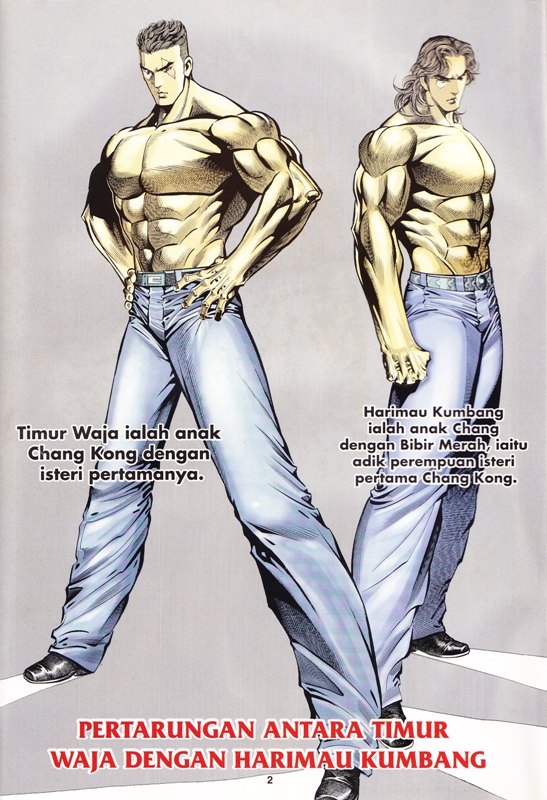 Timur Waja ialah anak
Chang Kong dengan
isteri pertamanya.
Harimau Kumbang
ialah anak Chang
dengan Bibir Merah, iaitu
adik perempuan isteri
pertama Chang Kong.
PERTARUNGAN ANTARA TIMUR
WAJA DENGAN HARIMAU KUMBANG
2